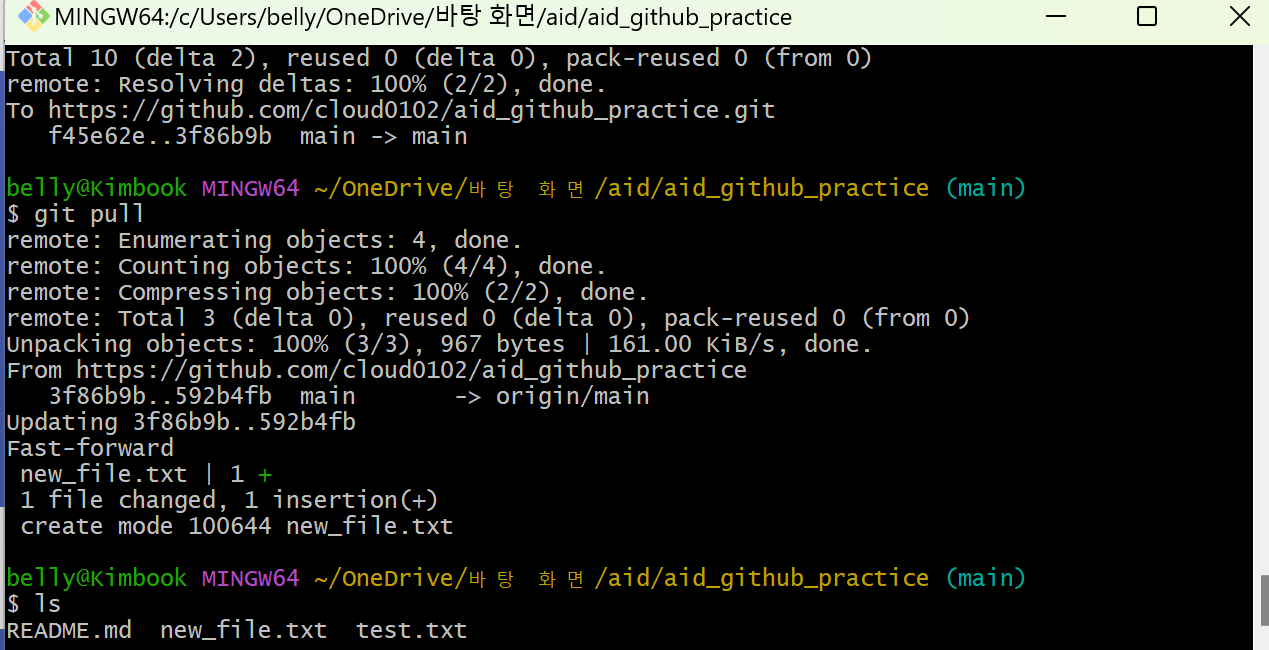 MINGW64:/c/Users/belly/OneDrive/바탕 화면/aid/aid_github_practice
Total 10 (delta 2), reused 0 (delta 0), pack-reused 0 (from 0)
remote: Resolving deltas: 100% (2/2), done.
To https://github.com/cloud0102/aid_github_practice.git
   f45e62e..3f86b9b  main -> main
belly@Kimbook MINGW64 ~/OneDrive/바탕 화면/aid/aid_github_practice (main)
$ git pull
remote: Enumerating objects: 4, done.
remote: Counting objects: 100% (4/4), done.
remote: Compressing objects: 100% (2/2), done.
remote: Total 3 (delta 0), reused 0 (delta 0), pack-reused 0 (from 0)
Unpacking objects: 100% (3/3), 967 bytes | 161.00 KiB/s, done.
From https://github.com/cloud0102/aid_github_practice
   3f86b9b..592b4fb  main       -> origin/main
Updating 3f86b9b..592b4fb
Fast-forward
 new_file.txt | 1 +
 1 file changed, 1 insertion(+)
 create mode 100644 new_file.txt
belly@Kimbook MINGW64 ~/OneDrive/바탕 화면/aid/aid_github_practice (main)
$ ls
README.md  new_file.txt  test.txt